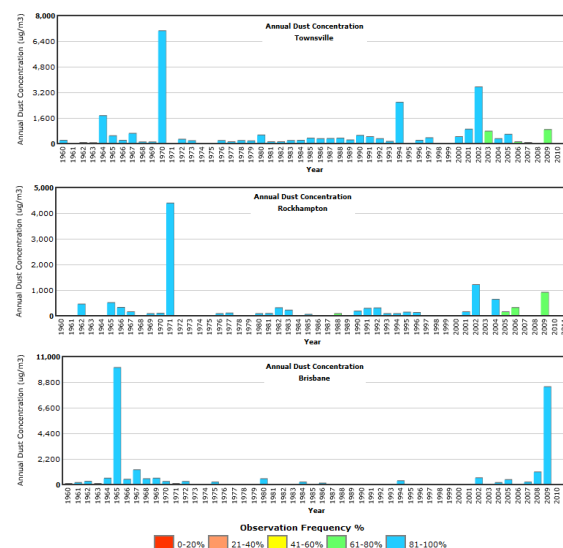 Annual Dust Concentration (ug/m3)
Annual Dust Concentration
Townsville
8,000
6,400
4,800
3,200
1,600
0
1960 1961 1962 1963 1964 1965 1966 1967 1968 1969 1970 1971 1972 1973 1974 1975 1976 1977 1978 1979 1980 1981 1982 1983 1984 1985 1986 1987 1988 1989 1990 1991 1992 1993 1994 1995 1996 1997 1998 1999 2000 2001 2002 2003 2004 2005 2006 2007 2008 2009 2010
Year
Annual Dust Concentration (ug/m3)
Annual Dust Concentration
Rockhampton
5,000
4,000
3,000
2,000
1,000
0
1960 1961 1962 1963 1964 1965 1966 1967 1968 1969 1970 1971 1972 1973 1974 1975 1976 1977 1978 1979 1980 1981 1982 1983 1984 1985 1986 1987 1988 1989 1990 1991 1992 1993 1994 1995 1996 1997 1998 1999 2000 2001 2002 2003 2004 2005 2006 2007 2008 2009 2010
Year
Annual Dust Concentration (ug/m3)
Annual Dust Concentration
Brisbane
11,000
8,800
6,600
4,400
2,200
0
1960 1961 1962 1963 1964 1965 1966 1967 1968 1969 1970 1971 1972 1973 1974 1975 1976 1977 1978 1979 1980 1981 1982 1983 1984 1985 1986 1987 1988 1989 1990 1991 1992 1993 1994 1995 1996 1997 1998 1999 2000 2001 2002 2003 2004 2005 2006 2007 2008 2009 2010
Year
Observation Frequency %
0-20% 21-40% 41-60% 61-80% 81-100%